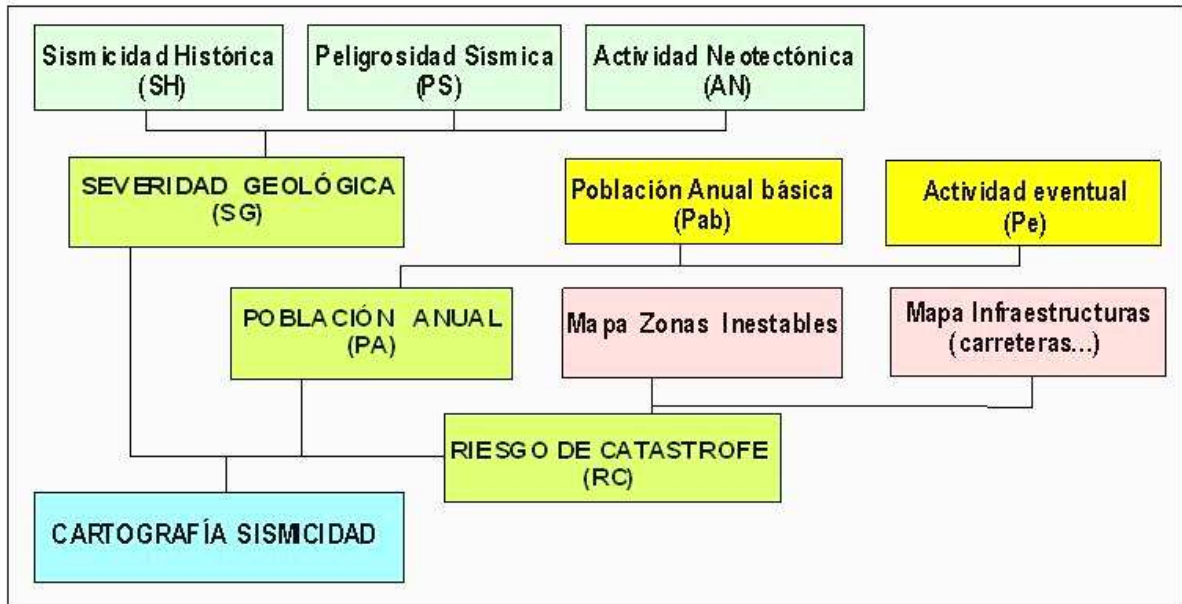 Sismicidad Histórica
(SH)
Peligrosidad Sísmica
(PS)
Actividad Neotectónica
(AN)
SEVERIDAD GEOLÓGICA
(SG)
Población Anual básica
(Pab)
Actividad eventual
(Pe)
POBLACIÓN ANUAL
(PA)
Mapa Zonas Inestables
Mapa Infraestructuras
(carreteras...)
RIESGO DE CATASTROFE
(RC)
CARTOGRAFÍA SISMICIDAD